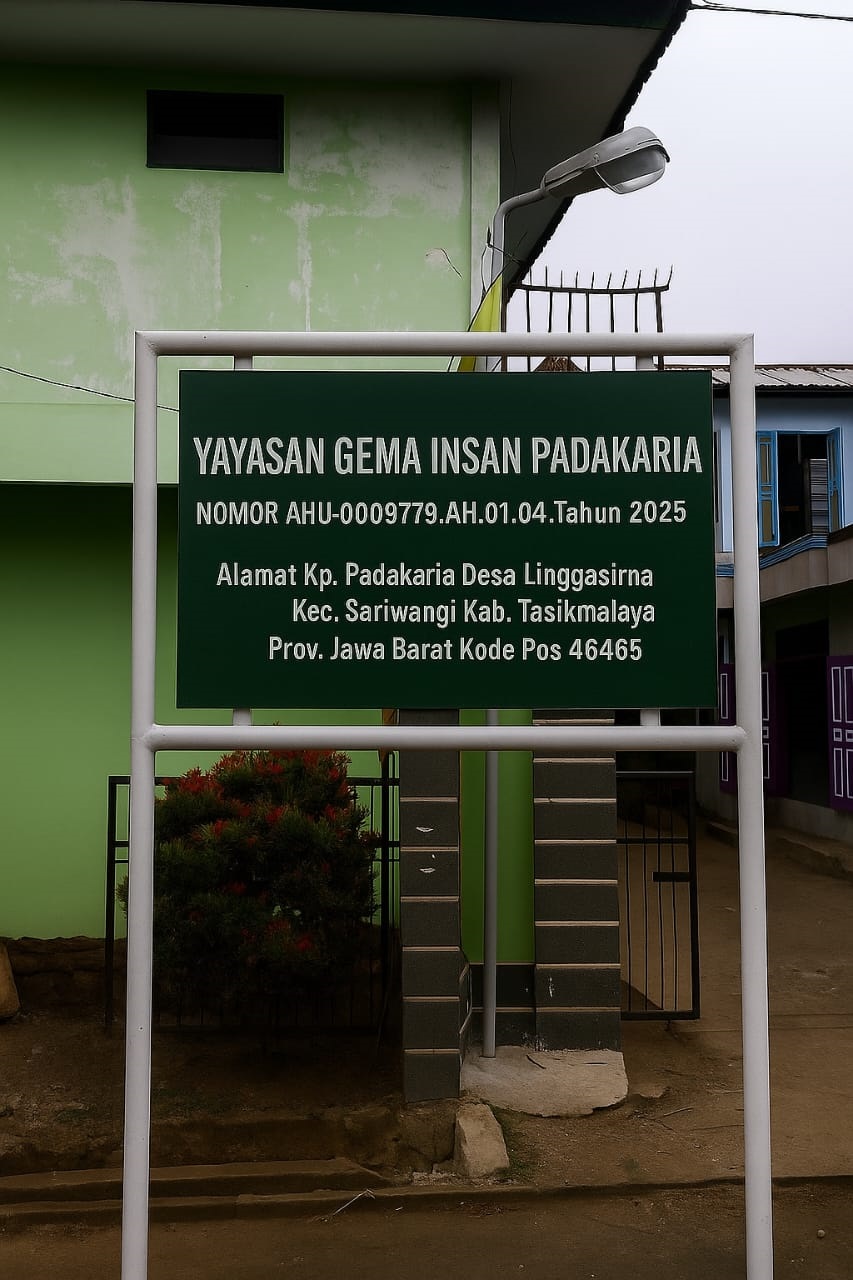 YAYASAN GEMA INSAN PADAKARIA
NOMOR AHU-0009779.AH.01.04.Tahun 2025
Alamat Kp. Padakaria Desa Linggasirna
Kec. Sariwangi Kab. Tasikmalaya
Prov. Jawa Barat Kode Pos 46465